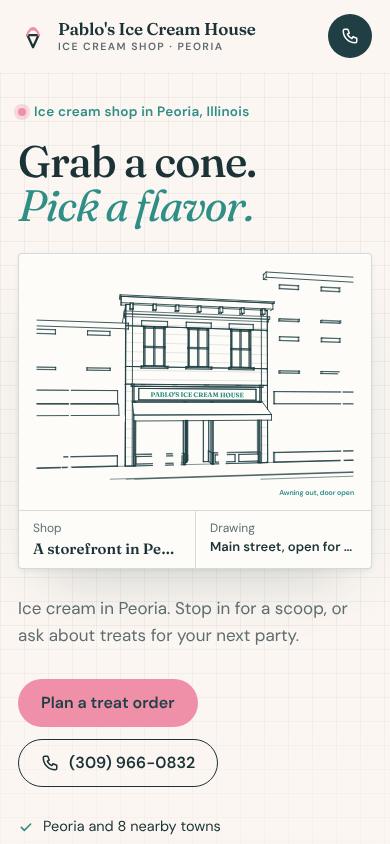 Pablo's Ice Cream House
ICE CREAM SHOP · PEORIA
Ice cream shop in Peoria, Illinois
Grab a cone.
Pick a flavor.
PABLO'S ICE CREAM HOUSE
Awning out, door open
Shop
A storefront in Pe...
Drawing
Main street, open for ...
Ice cream in Peoria. Stop in for a scoop, or
ask about treats for your next party.
Plan a treat order
(309) 966-0832
Peoria and 8 nearby towns